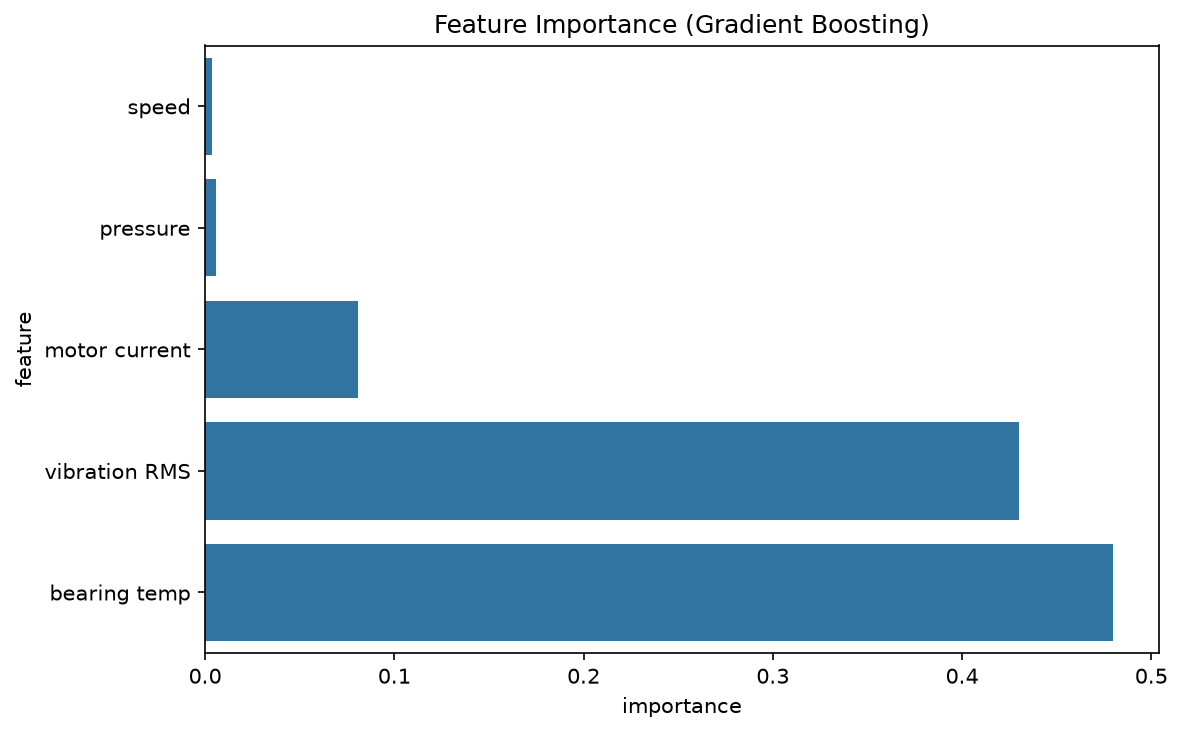 Feature Importance (Gradient Boosting)
speed
pressure
motor current
vibration RMS
bearing temp
feature
0.0 0.1 0.2 0.3 0.4 0.5
importance